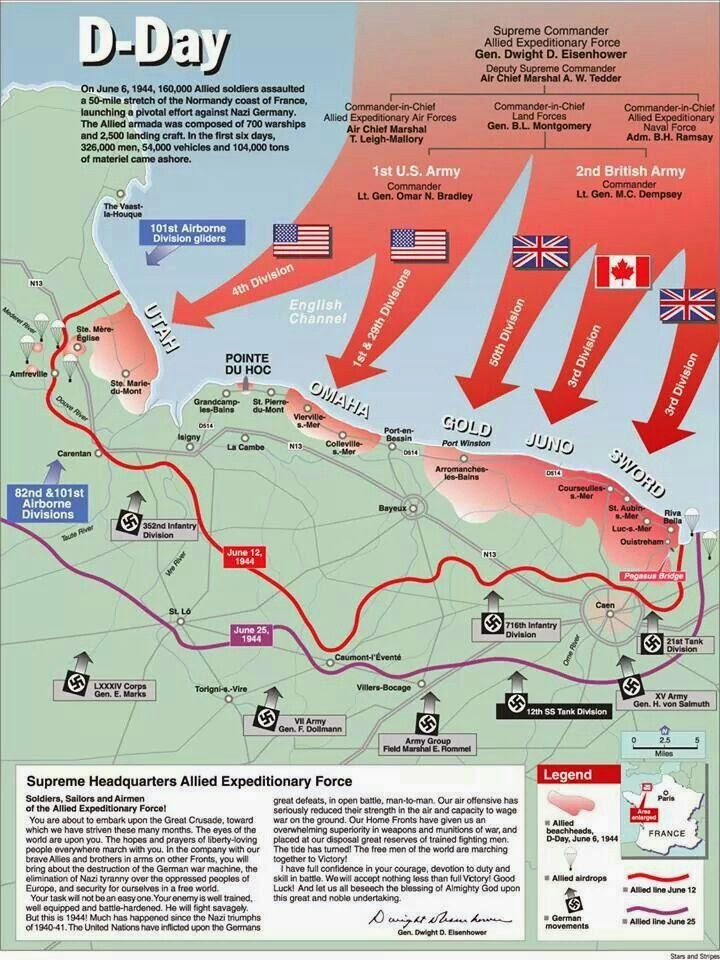 D-Day
On June 6, 1944, 160,000 Allied soldiers assaulted
a 50-mile stretch of the Normandy coast of France,
launching a pivotal effort against Nazi Germany.
The Allied armada was composed of 700 warships
and 2,500 landing craft. In the first six days,
326,000 men, 54,000 vehicles and 104,000 tons
of materiel came ashore.
Supreme Commander
Allied Expeditionary Force
Gen. Dwight D. Eisenhower
Deputy Supreme Commander
Air Chief Marshal A. W. Tedder
Commander-in-Chief
Allied Expeditionary Air Forces
Air Chief Marshal
T. Leigh-Mallory
Commander-in-Chief
Land Forces
Gen. B.L. Montgomery
Commander-in-Chief
Allied Expeditionary
Naval Force
Adm. B.H. Ramsay
1st U.S. Army
Commander
Lt. Gen. Omar N. Bradley
2nd British Army
Commander
Lt. Gen. M.C. Dempsey
The Vaast-
la-Houque
101st Airborne
Division gliders
4th Division
1st & 29th Divisions
50th Division
3rd Division
3rd Division
English
Channel
N13
Mederet River
Ste. Mère-
Église
UTAH
Amfreville
Ste. Marie-
du-Mont
Douve River
POINTE
DU HOC
Grandcamp-
les-Bains
St. Pierre-
du-Mont
OMAHA
Vierville-
s.-Mer
Colleville-
s.-Mer
D514
Isigny
La Cambe
N13
Port-en-
Bessin
D514
GOLD
Port Winston
JUNO
SWORD
Arromanches-
les-Bains
D514
Courseulles-
s.-Mer
St. Aubin-
s.-Mer
Luc-s.-Mer
Riva
Bella
Ouistreham
Pegasus Bridge
Carentan
82nd &101st
Airborne
Divisions
352nd Infantry
Division
Taute River
Vire River
Bayeux
June 12,
1944
N13
Caen
St. Ló
June 25,
1944
716th Infantry
Division
Orne River
21st Tank
Division
Caumont-l'Éventé
LXXXIV Corps
Gen. E. Marks
Torigni-s.-Vire
Villers-Bocage
VII Army
Gen. F. Dollmann
Army Group
Field Marshal E. Rommel
12th SS Tank Division
XV Army
Gen. H. von Salmuth
N
0 2.5 5
Miles
Supreme Headquarters Allied Expeditionary Force
Soldiers, Sailors and Airmen
of the Allied Expeditionary Force!
You are about to embark upon the Great Crusade, toward
which we have striven these many months. The eyes of the
world are upon you. The hopes and prayers of liberty-loving
people everywhere march with you. In the company with our
brave Allies and brothers in arms on other Fronts, you will
bring about the destruction of the German war machine, the
elimination of Nazi tyranny over the oppressed peoples of
Europe, and security for ourselves in a free world.
Your task will not be an easy one. Your enemy is well trained,
well equipped and battle-hardened. He will fight savagely.
But this is 1944! Much has happened since the Nazi triumphs
of 1940-41. The United Nations have inflicted upon the Germans
great defeats, in open battle, man-to-man. Our air offensive has
seriously reduced their strength in the air and capacity to wage
war on the ground. Our Home Fronts have given us an
overwhelming superiority in weapons and munitions of war, and
placed at our disposal great reserves of trained fighting men.
The tide has turned! The free men of the world are marching
together to Victory!
I have full confidence in your courage, devotion to duty and
skill in battle. We will accept nothing less than full Victory! Good
Luck! And let us all beseech the blessing of Almighty God upon
this great and noble undertaking.
Dwight D Eisenhower
Gen. Dwight D. Eisenhower
Legend
Allied
beachheads,
D-Day, June 6, 1944
Allied airdrops
German
movements
Paris
Area
enlarged
FRANCE
Allied line June 12
Allied line June 25
Stars and Stripes